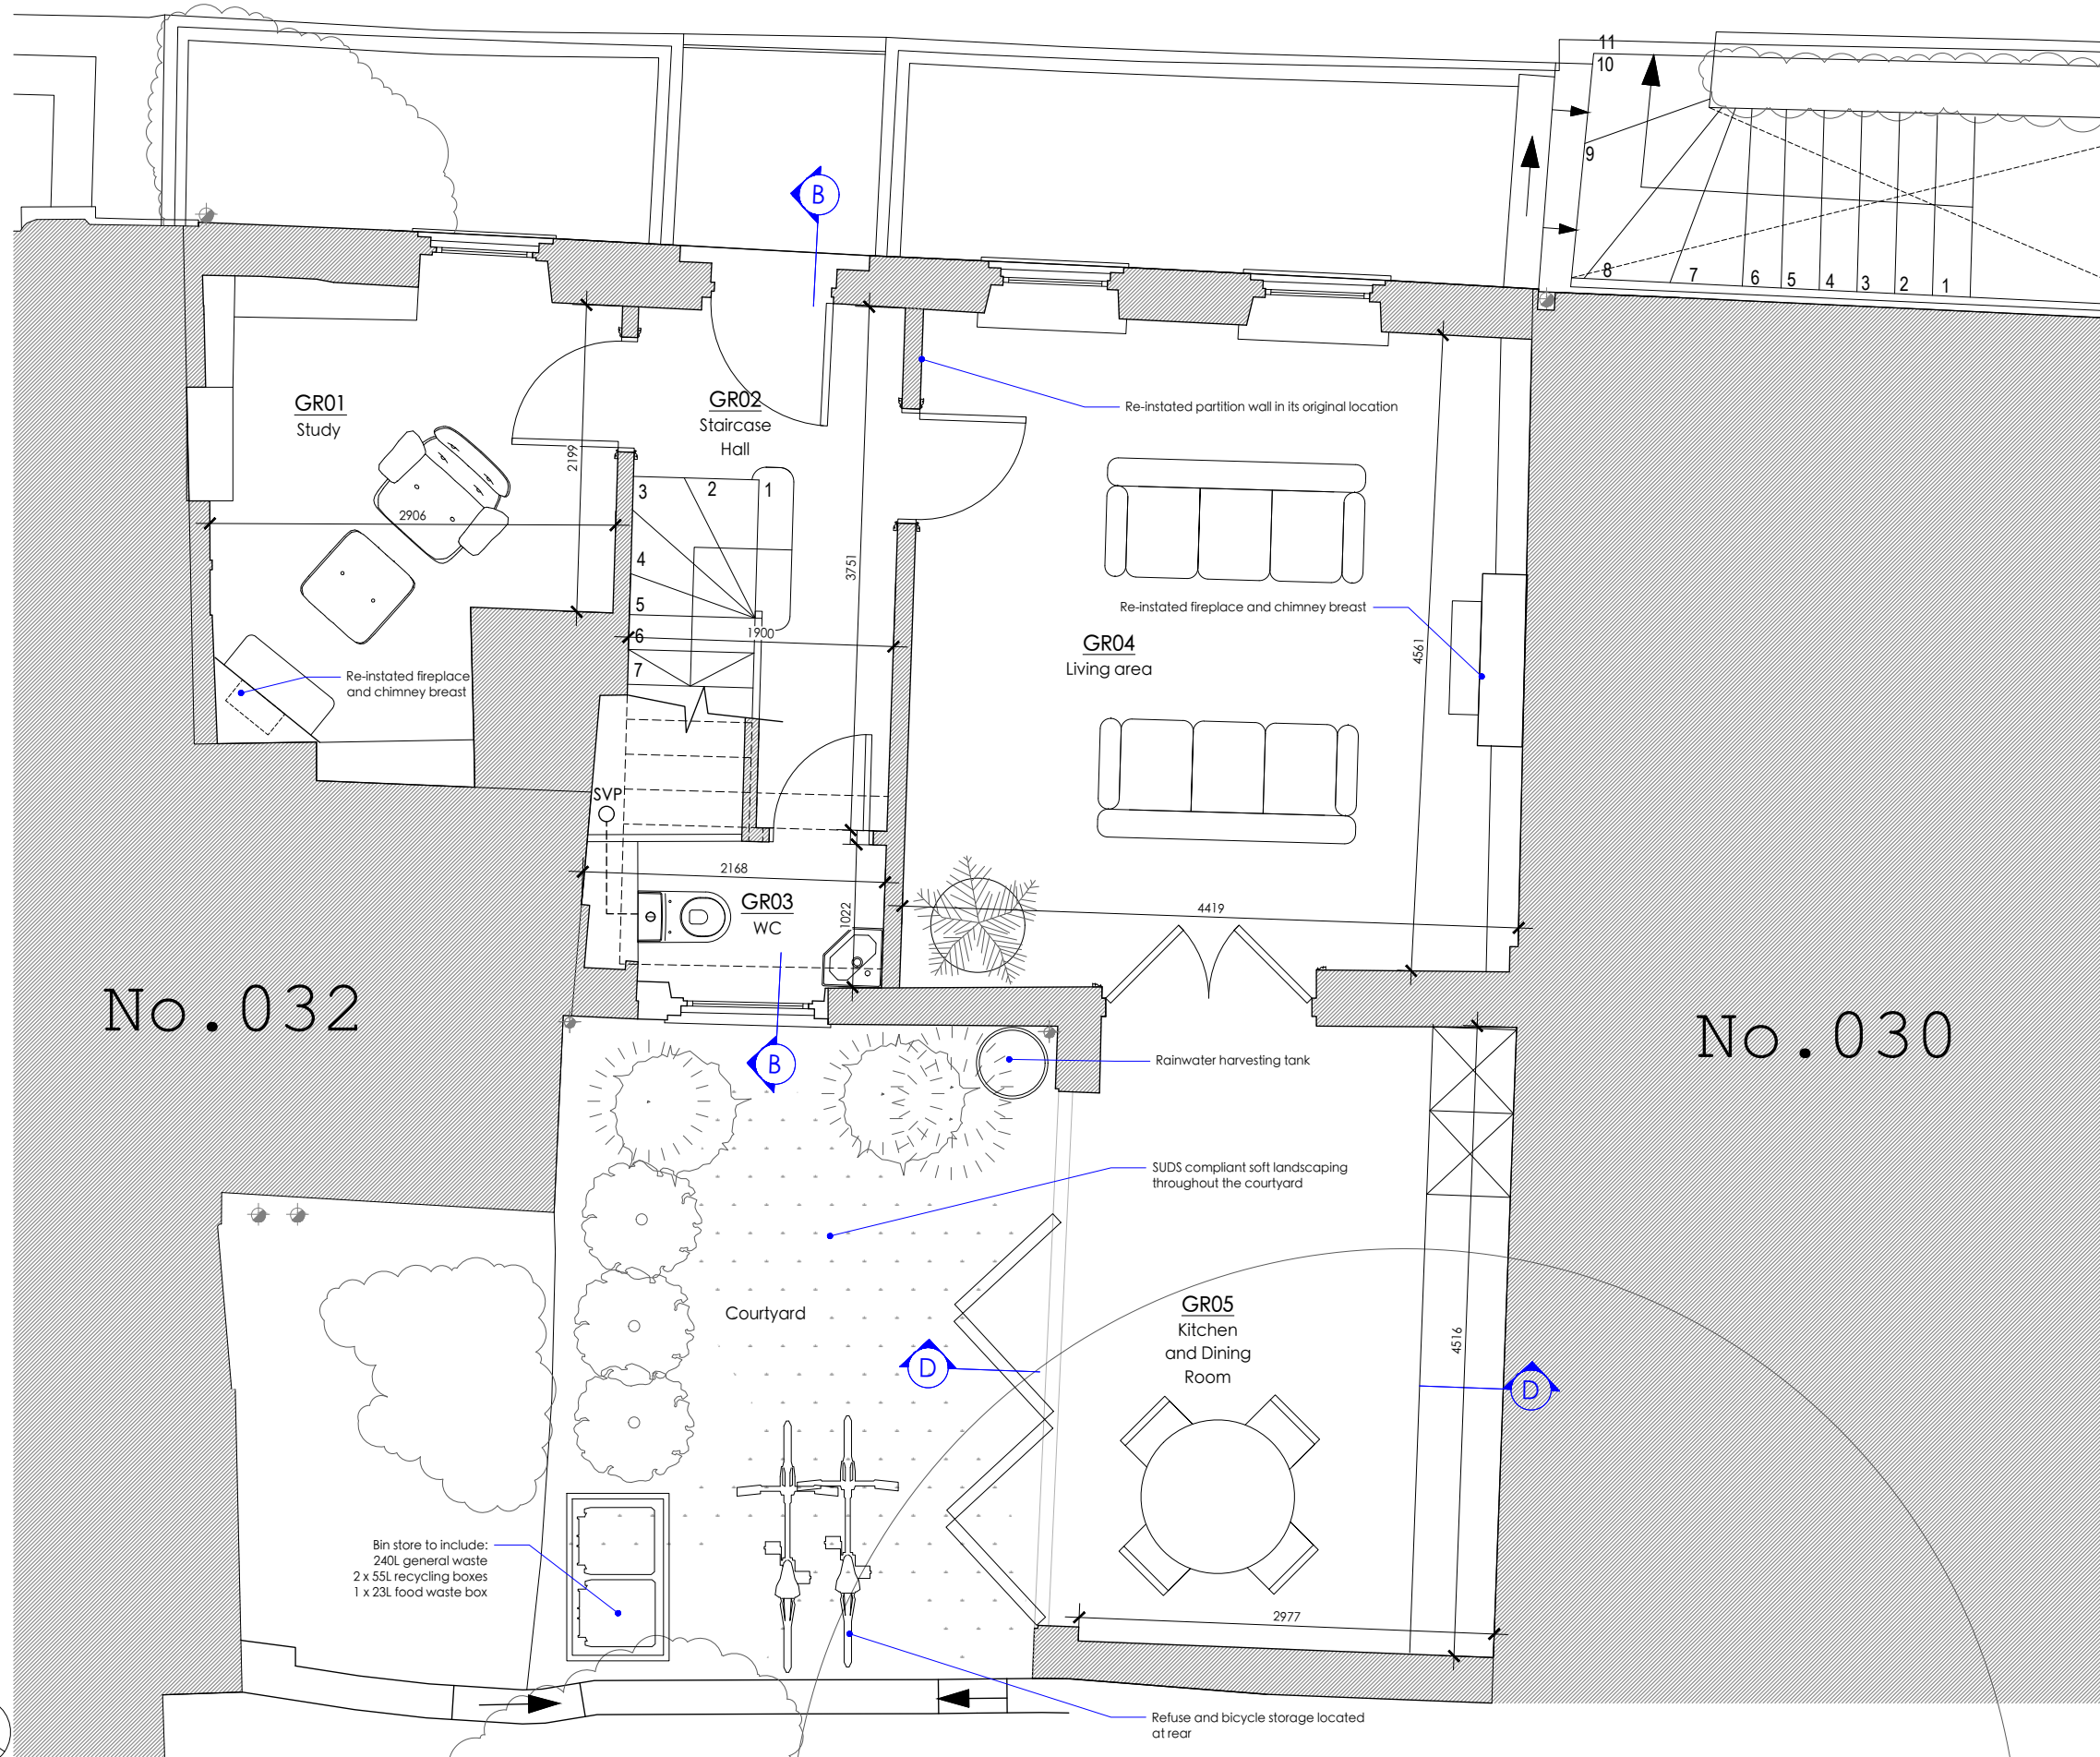 11
10
9
8
7
6
5
4
3
2
1
B
GR01
Study
GR02
Staircase
Hall
Re-instated partition wall in its original location
2199
2906
3
2
1
4
5
6
7
3751
1900
Re-instated fireplace and chimney breast
GR04
Living area
4561
Re-instated fireplace
and chimney breast
SVP
2168
GR03
WC
1022
4419
No.032
No.030
B
Rainwater harvesting tank
SUDS compliant soft landscaping
throughout the courtyard
Courtyard
GR05
Kitchen
and Dining
Room
4516
D
D
Bin store to include:
240L general waste
2 x 55L recycling boxes
1 x 23L food waste box
2977
Refuse and bicycle storage located
at rear